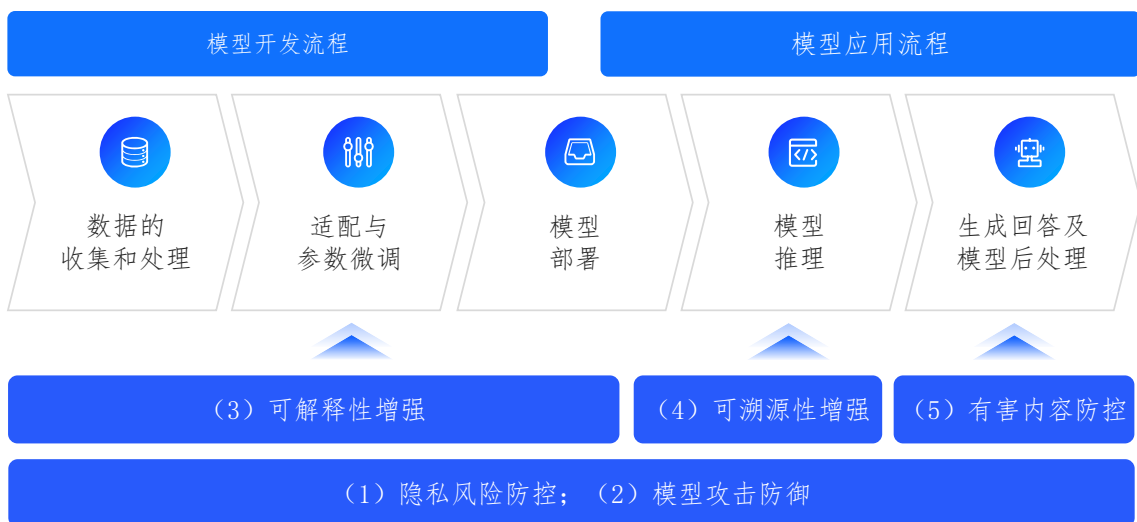 模型开发流程
模型应用流程
数据的
收集和处理
适配与
参数微调
模型
部署
模型
推理
生成回答及
模型后处理
（3）可解释性增强
（4）可溯源性增强
（5）有害内容防控
（1）隐私风险防控；（2）模型攻击防御